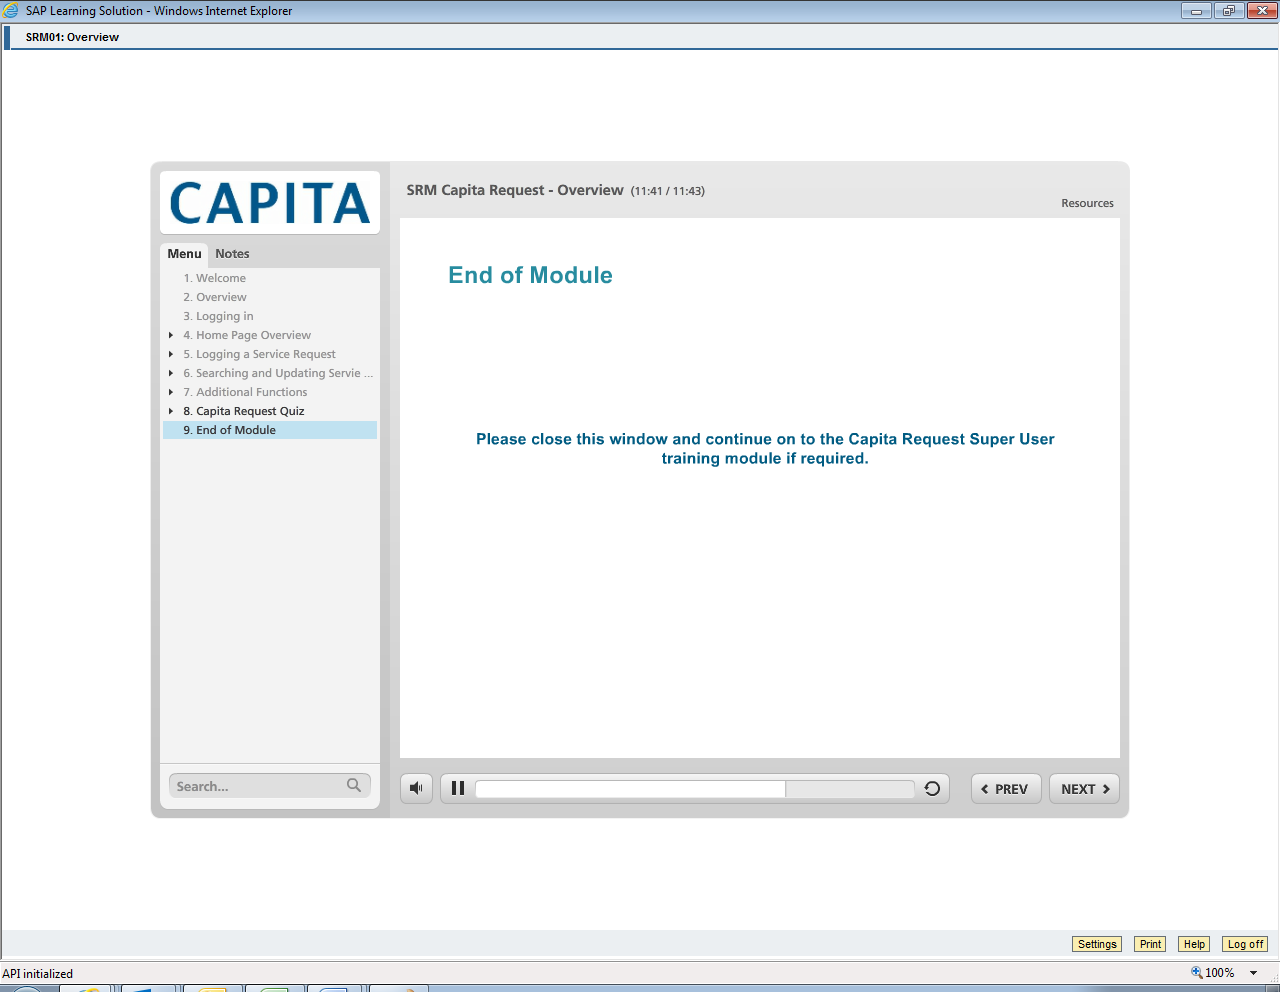 SAP Learning Solution - Windows Internet Explorer
SRM01: Overview
CAPITA
SRM Capita Request - Overview (11:41 / 11:43)
Resources
Menu Notes
1. Welcome
2. Overview
3. Logging in
4. Home Page Overview
5. Logging a Service Request
6. Searching and Updating Servie ...
7. Additional Functions
8. Capita Request Quiz
9. End of Module
End of Module
Please close this window and continue on to the Capita Request Super User
training module if required.
Search...
PREV NEXT
Settings Print Help Log off
API initialized
100%